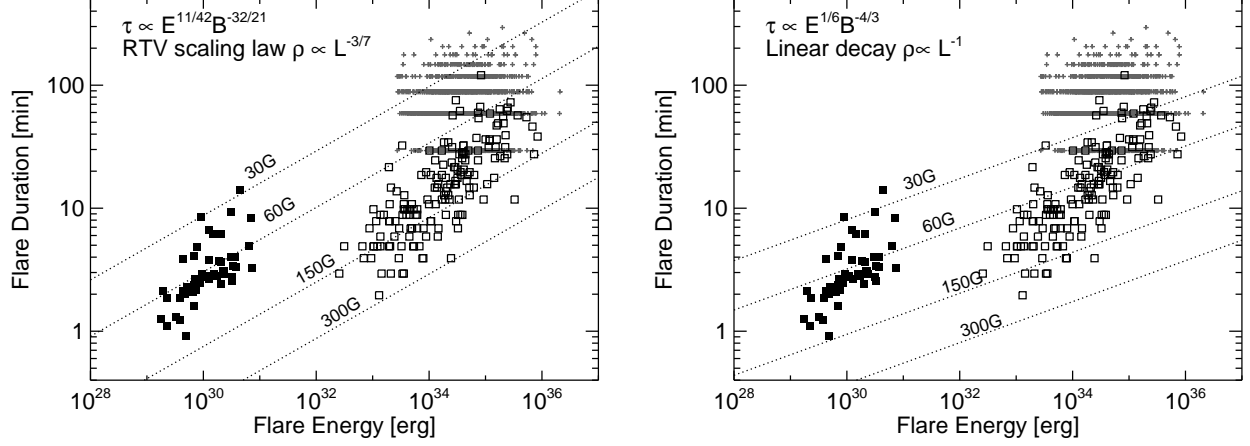 τ ∝ E^{11/42}B^{-32/21}
RTV scaling law ρ ∝ L^{-3/7}
100
10
1
Flare Duration [min]
30G
60G
150G
300G
10^{28} 10^{30} 10^{32} 10^{34} 10^{36}
Flare Energy [erg]
τ ∝ E^{1/6}B^{-4/3}
Linear decay ρ∝ L^{-1}
100
10
1
Flare Duration [min]
30G
60G
150G
300G
10^{28} 10^{30} 10^{32} 10^{34} 10^{36}
Flare Energy [erg]